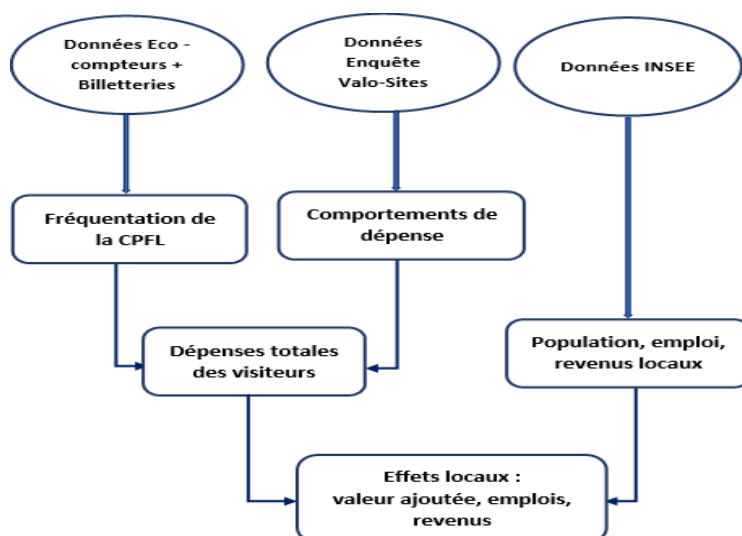 Données Eco -
compteurs +
Billetteries
Données
Enquête
Valo-Sites
Données INSEE
Fréquentation de
la CPFL
Comportements de
dépense
Dépenses totales
des visiteurs
Population, emploi,
revenus locaux
Effets locaux :
valeur ajoutée, emplois,
revenus